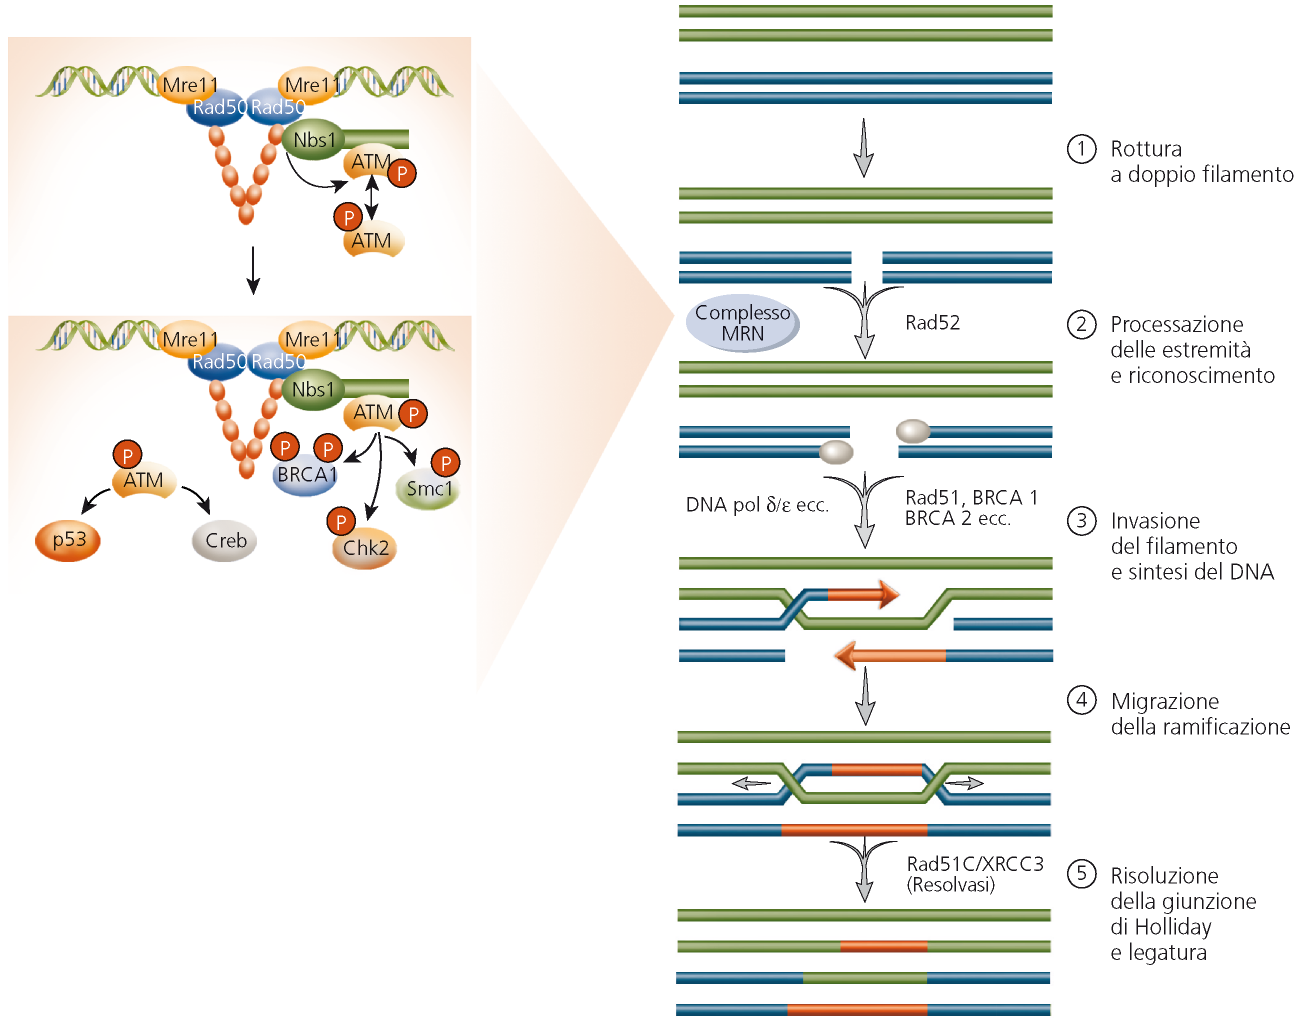 Mre11
Mre11
Rad50
Rad50
Nbs1
ATM
P
P
ATM
Mre11
Mre11
Rad50
Rad50
Nbs1
ATM
P
P
ATM
p53
Creb
P
P
BRCA1
P
Smc1
P
Chk2
1
Rottura
a doppio filamento
Complesso
MRN
Rad52
2
Processazione
delle estremità
e riconoscimento
DNA pol δ/ε ecc.
Rad51, BRCA 1
BRCA 2 ecc.
3
Invasione
del filamento
e sintesi del DNA
4
Migrazione
della ramificazione
Rad51C/XRCC3
(Resolvasi)
5
Risoluzione
della giunzione
di Holliday
e legatura